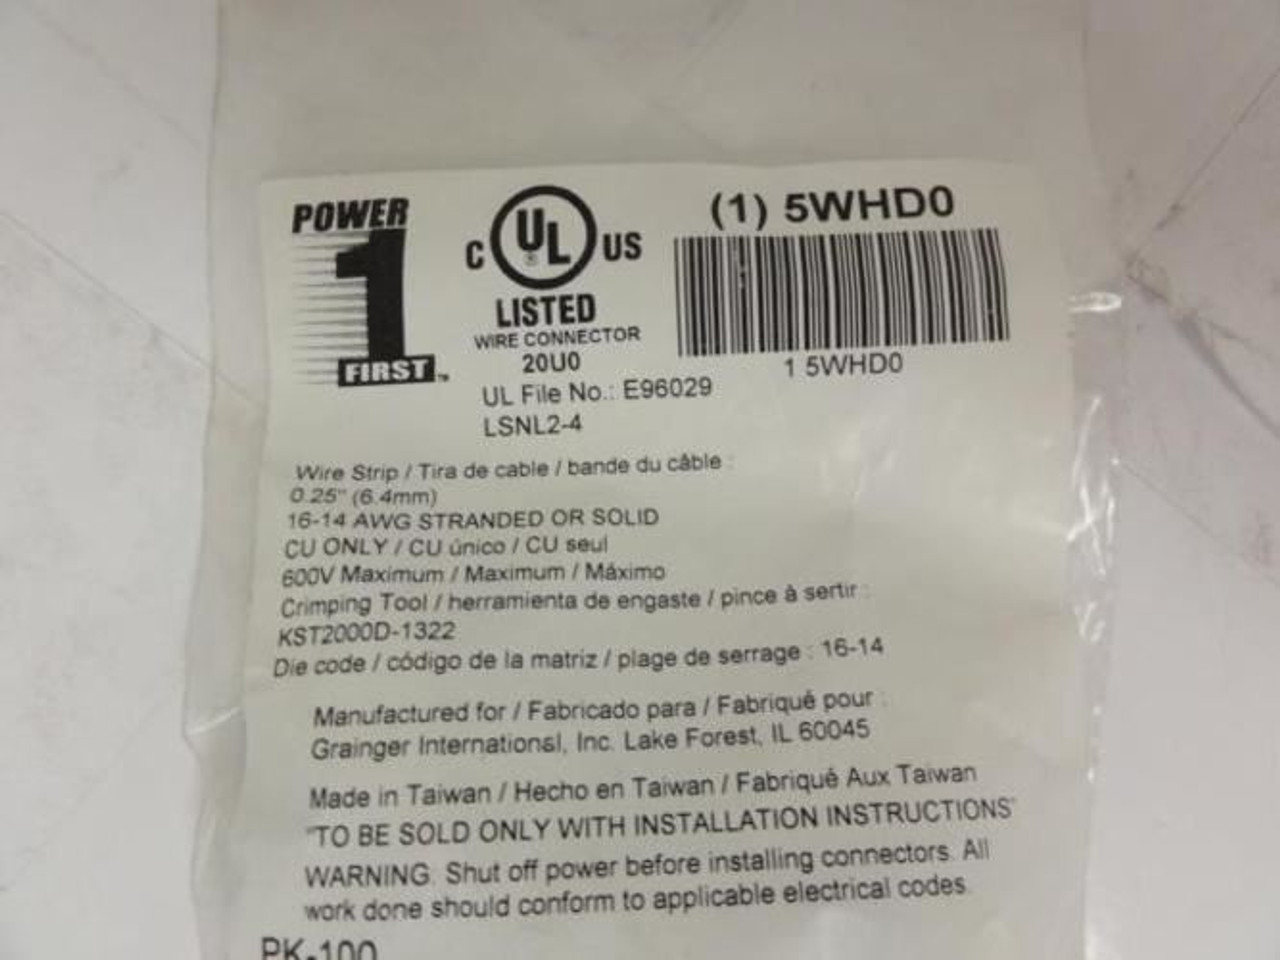 POWER
1
FIRST™
C UL® US
LISTED
WIRE CONNECTOR
20U0
UL File No.: E96029
LSNL2-4
(1) 5WHD0
1 5WHD0
Wire Strip / Tira de cable / bande du câble :
0.25" (6.4mm)
16-14 AWG STRANDED OR SOLID
CU ONLY / CU único / CU seul
600V Maximum / Maximum / Máximo
Crimping Tool / herramienta de engaste / pince à sertir :
KST2000D-1322
Die code / código de la matriz / plage de serrage : 16-14
Manufactured for / Fabricado para / Fabriqué pour :
Grainger International, Inc. Lake Forest, IL 60045
Made in Taiwan / Hecho en Taiwan / Fabriqué Aux Taiwan
"TO BE SOLD ONLY WITH INSTALLATION INSTRUCTIONS"
WARNING: Shut off power before installing connectors. All
work done should conform to applicable electrical codes.
PK-100